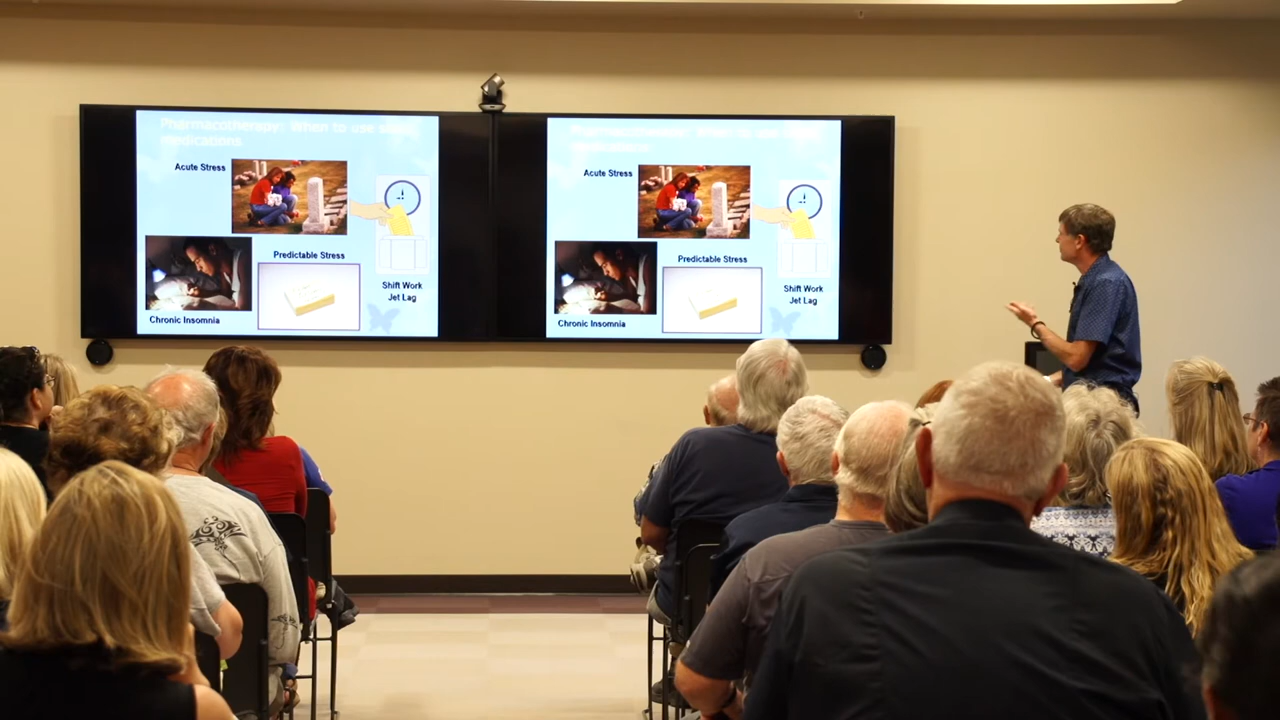 Pharmacotherapy: When to use
medications
Acute Stress
Predictable Stress
Shift Work
Jet Lag
Chronic Insomnia
Acute Stress
Predictable Stress
Shift Work
Jet Lag
Chronic Insomnia